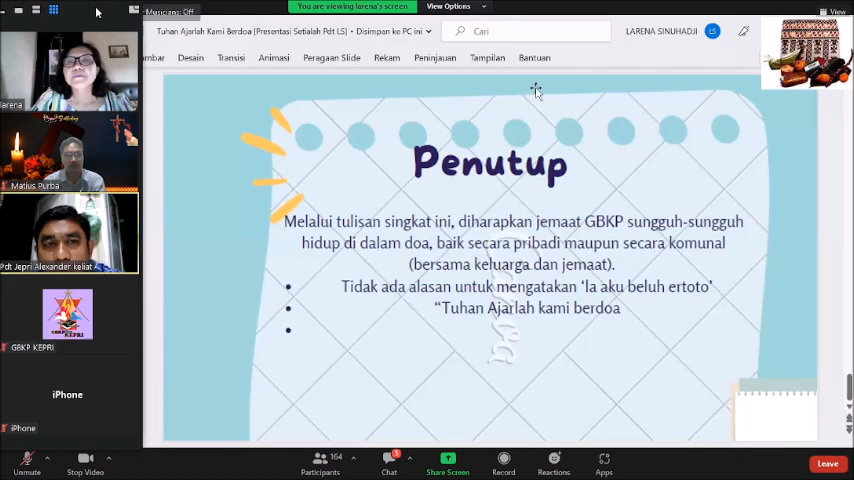 Musicians: Off
You are viewing larena's screen
View Options
View
Tuhan Ajarlah Kami Berdoa [Presentasi Setialah Pdt LS] • Disimpan ke PC ini
Cari
LARENA SINUHADJI
LS
mbar
Desain
Transisi
Animasi
Peragaan Slide
Rekam
Peninjauan
Tampilan
Bantuan
larena
Matius Purba
Pdt Jepri Alexander keliat
GBKP KEPRI
iPhone
iPhone
Penutup
Melalui tulisan singkat ini, diharapkan jemaat GBKP sungguh-sungguh
hidup di dalam doa, baik secara pribadi maupun secara komunal
(bersama keluarga dan jemaat).
• Tidak ada alasan untuk mengatakan ‘la aku beluh ertoto’
• “Tuhan Ajarlah kami berdoa
•
Unmute
Stop Video
164
Participants
5
Chat
Share Screen
Record
Reactions
Apps
Leave